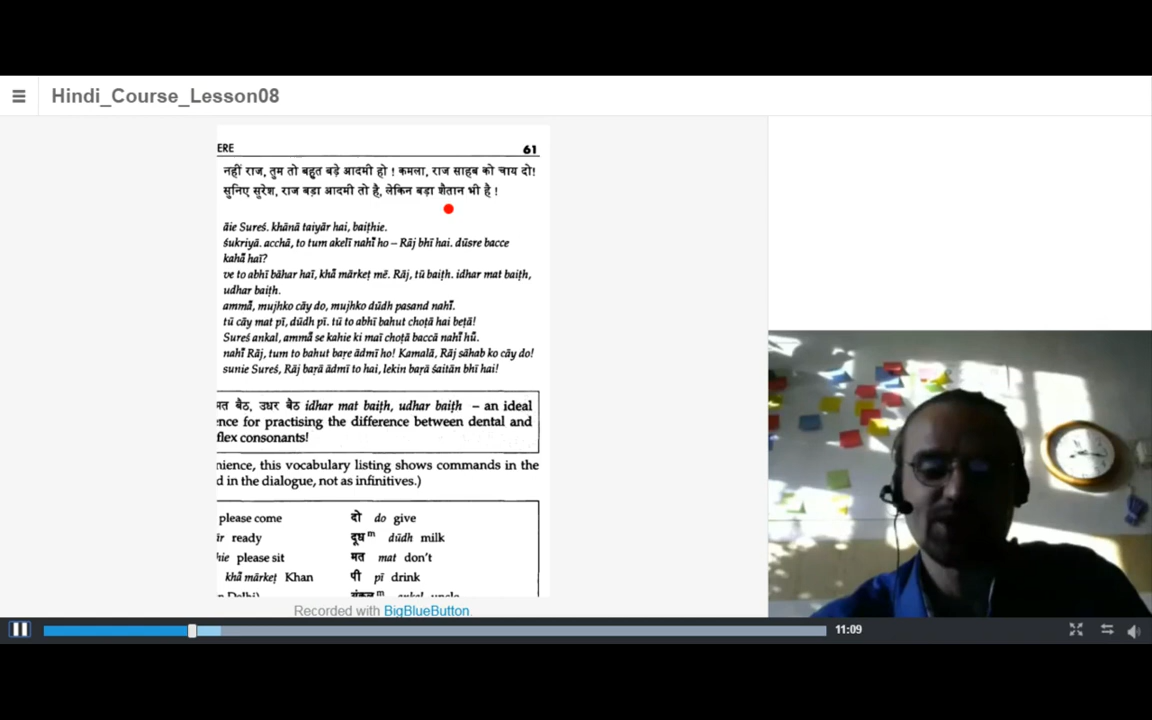 Hindi_Course_Lesson08
ERE 61
नहीं राज, तुम तो बहुत बड़े आदमी हो ! कमला, राज साहब को चाय दो!
सुनिए सुरेश, राज बड़ा आदमी तो है, लेकिन बड़ा शैतान भी है !
āie Sureś. khānā taiyār hai, baiṭhie.
śukriyā. acchā, to tum akelī nahī̃ ho – Rāj bhī hai. dūsre bacce
kahā̃ haĩ?
ve to abhī bāhar haĩ, khā̃ mārkeṭ mẽ. Rāj, tū baiṭh. idhar mat baiṭh,
udhar baiṭh.
ammā̃, mujhko cāy do, mujhko dūdh pasand nahī̃.
tū cāy mat pī, dūdh pī. tū to abhī bahut choṭā hai beṭā!
Sureś ankal, ammā̃ se kahie ki maĩ choṭā baccā nahī̃ hū̃.
nahī̃ Rāj, tum to bahut baṛe ādmī ho! Kamalā, Rāj sāhab ko cāy do!
sunie Sureś, Rāj baṛā ādmī to hai, lekin baṛā śaitān bhī hai!
मत बैठ, उधर बैठ idhar mat baiṭh, udhar baiṭh – an ideal
nce for practising the difference between dental and
flex consonants!
nience, this vocabulary listing shows commands in the
d in the dialogue, not as infinitives.)
please come दो do give
ār ready दूध m dūdh milk
hie please sit मत mat don't
khā̃ mārkeṭ Khan पी pī drink
Recorded with BigBlueButton.
11:09